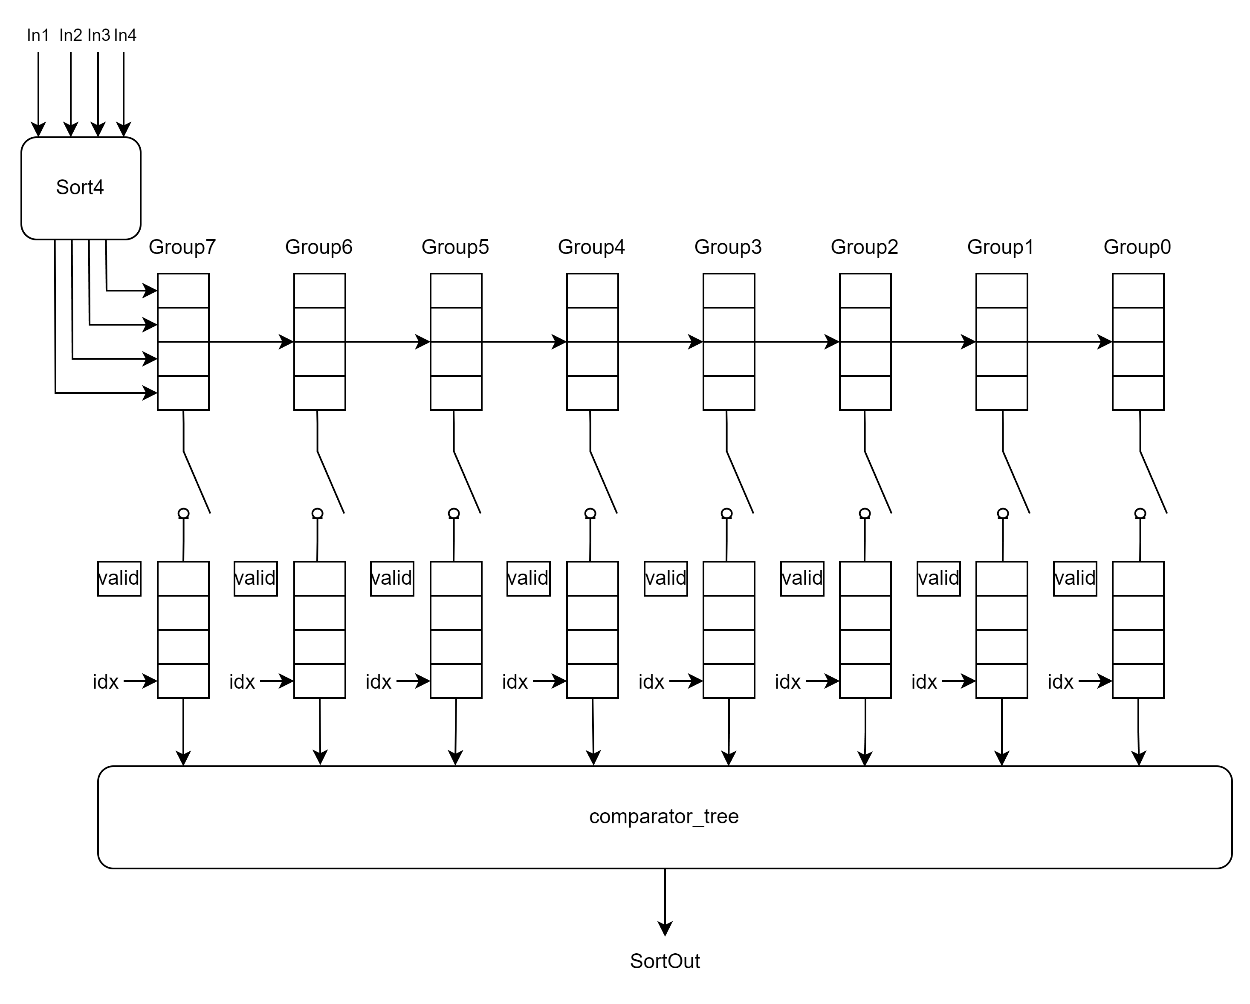 In1 In2 In3 In4
Sort4
Group7 Group6 Group5 Group4 Group3 Group2 Group1 Group0
valid valid valid valid valid valid valid valid
idx idx idx idx idx idx idx idx
comparator_tree
SortOut